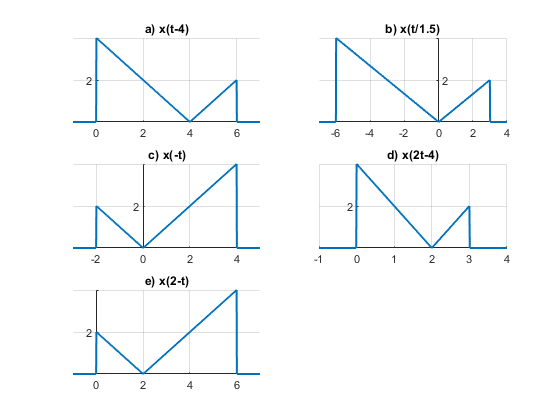 a) x(t-4)
2
0 2 4 6
b) x(t/1.5)
2
-6 -4 -2 0 2 4
c) x(-t)
2
-2 0 2 4
d) x(2t-4)
2
-1 0 1 2 3 4
e) x(2-t)
2
0 2 4 6